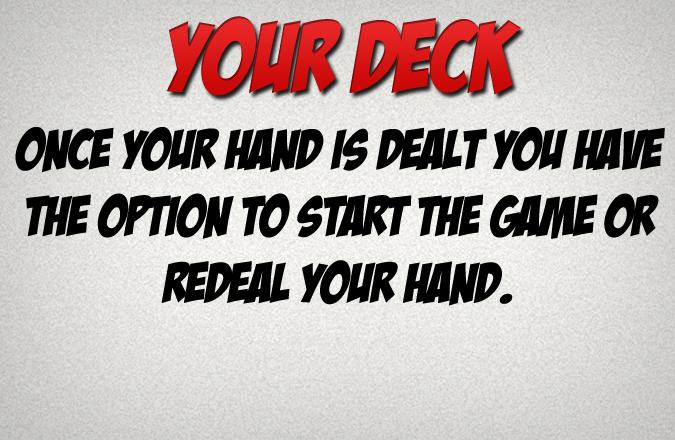 YOUR DECK
ONCE YOUR HAND IS DEALT YOU HAVE
THE OPTION TO START THE GAME OR
REDEAL YOUR HAND.